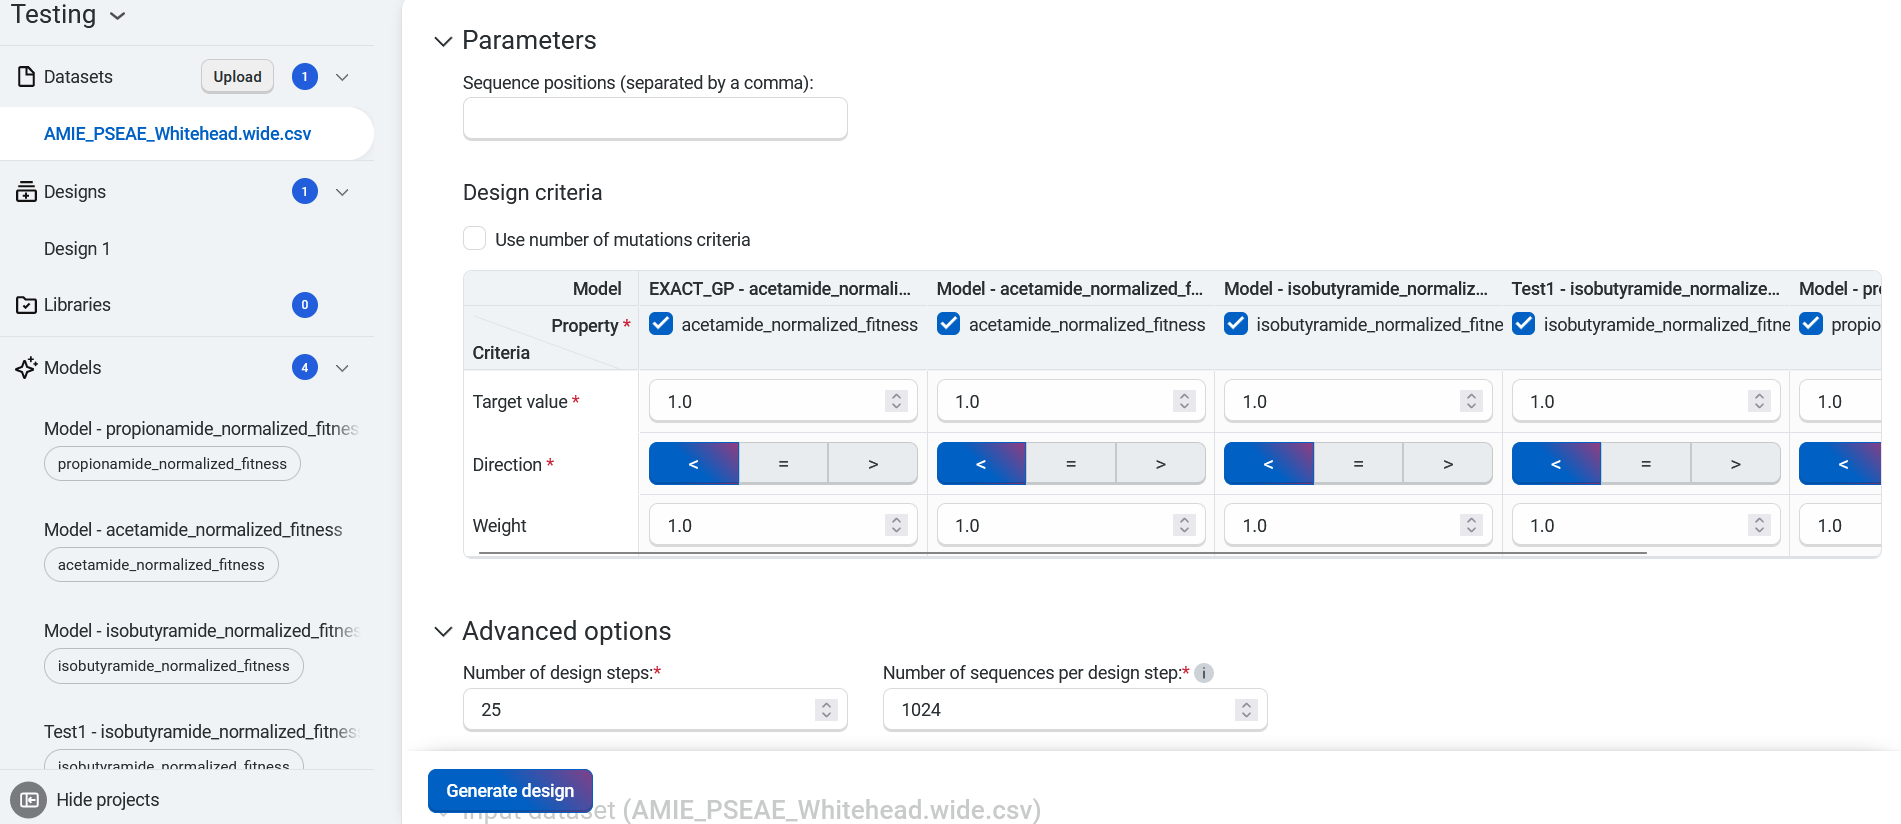 Testing
Datasets
Upload
1
AMIE_PSEAE_Whitehead.wide.csv
Designs
1
Design 1
Libraries
0
Models
4
Model - propionamide_normalized_fitnes
propionamide_normalized_fitness
Model - acetamide_normalized_fitness
acetamide_normalized_fitness
Model - isobutyramide_normalized_fitnes
isobutyramide_normalized_fitness
Test1 - isobutyramide_normalized_fitnes
isobutyramide_normalized_fitness
Hide projects
Parameters
Sequence positions (separated by a comma):
Design criteria
Use number of mutations criteria
Model EXACT_GP - acetamide_normali... Model - acetamide_normalized_f... Model - isobutyramide_normaliz... Test1 - isobutyramide_normalize... Model - pr
Property * acetamide_normalized_fitness acetamide_normalized_fitness isobutyramide_normalized_fitne isobutyramide_normalized_fitne propio
Criteria
Target value * 1.0 1.0 1.0 1.0 1.0
Direction * < = > < = > < = > < = > <
Weight 1.0 1.0 1.0 1.0 1.0
Advanced options
Number of design steps:* Number of sequences per design step:* i
25 1024
Generate design
Input dataset (AMIE_PSEAE_Whitehead.wide.csv)